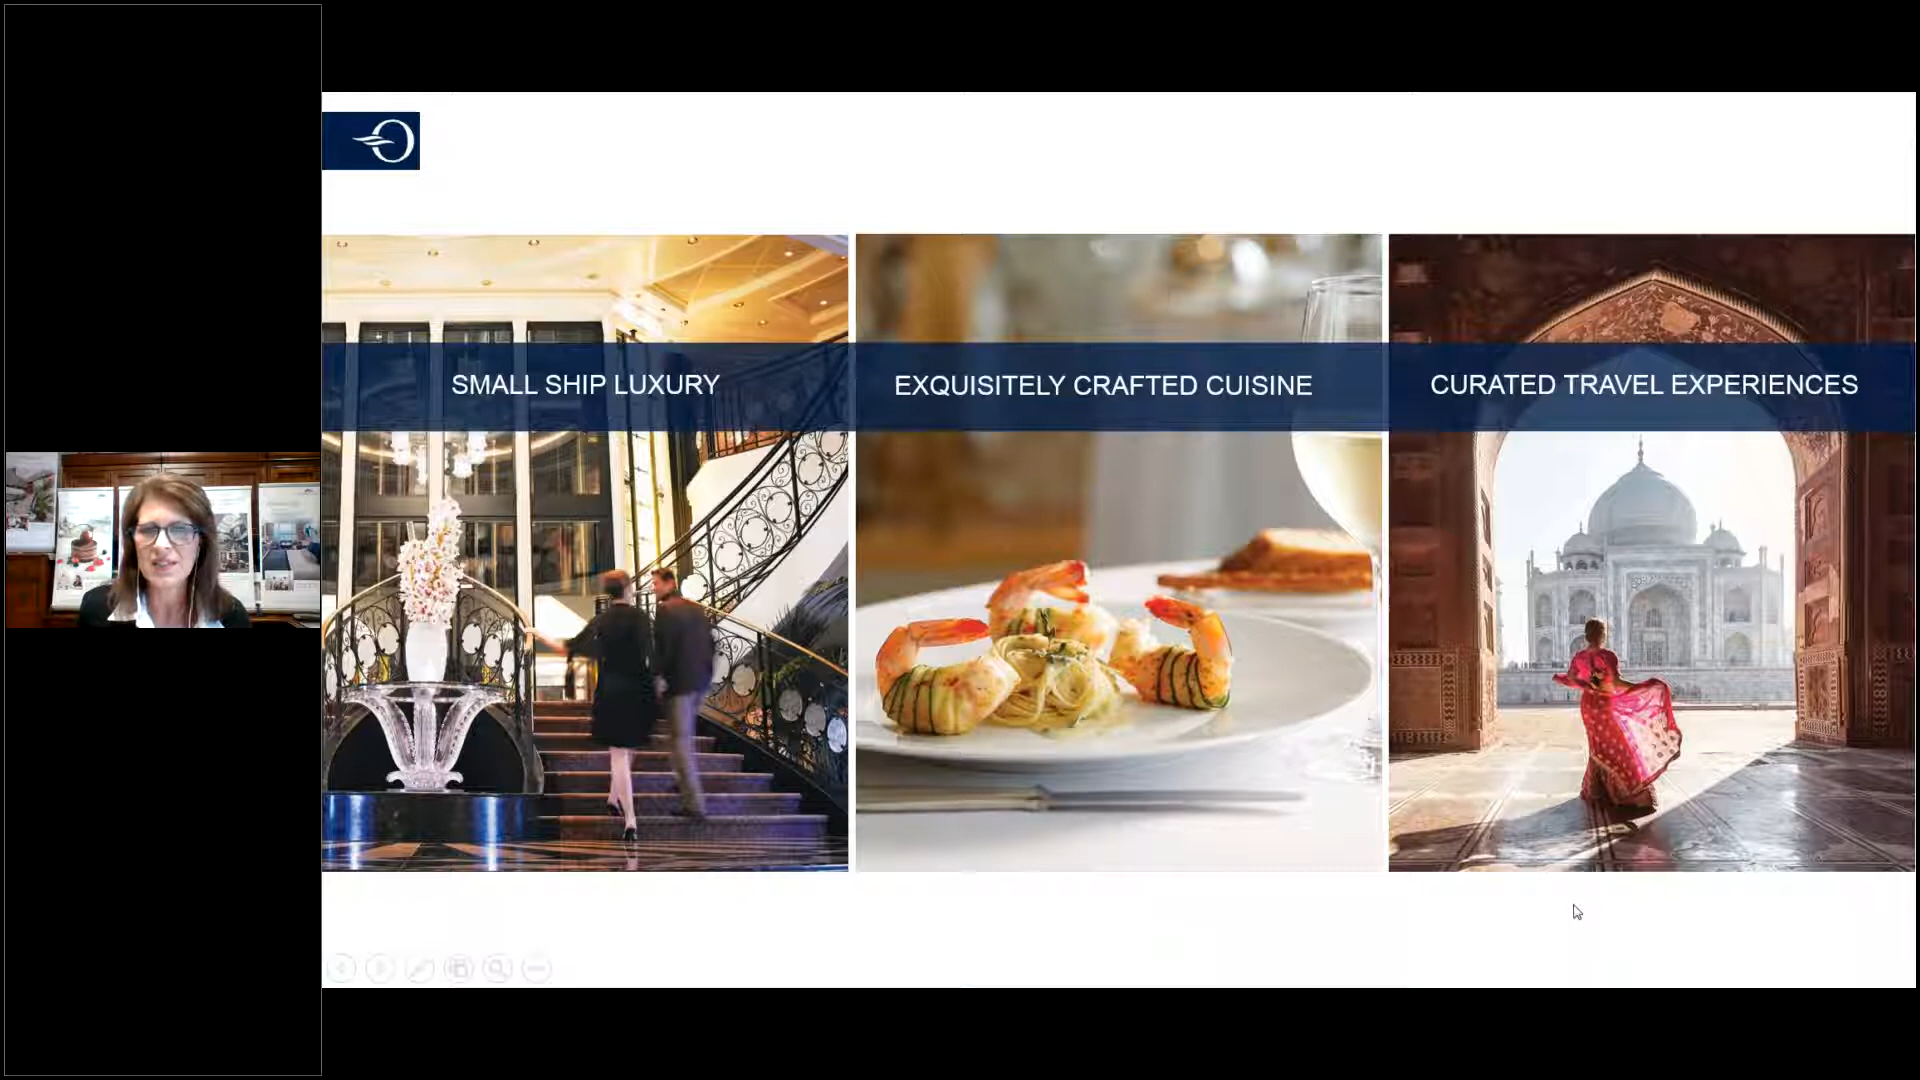 SMALL SHIP LUXURY
EXQUISITELY CRAFTED CUISINE
CURATED TRAVEL EXPERIENCES